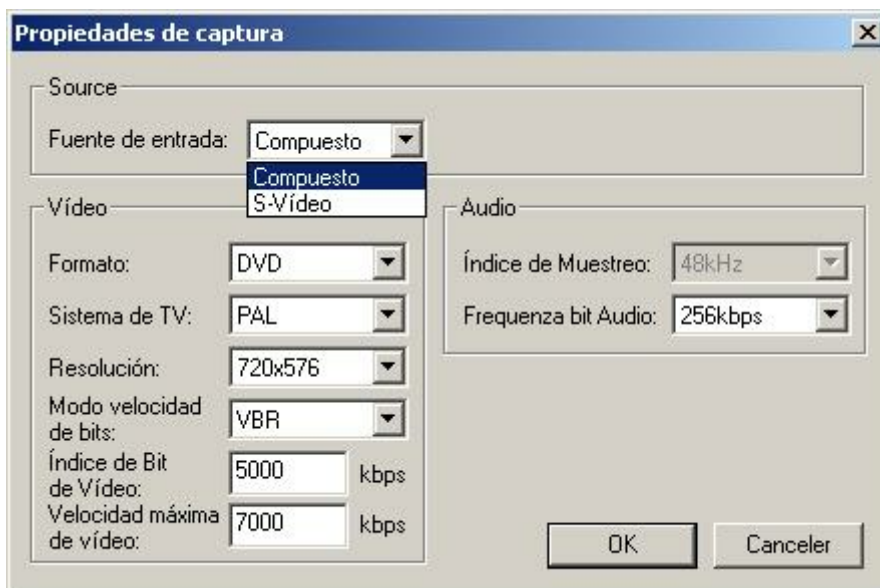 Propiedades de captura
Source
Fuente de entrada: Compuesto
Compuesto
S-Vídeo
Vídeo
Formato: DVD
Sistema de TV: PAL
Resolución: 720x576
Modo velocidad
de bits: VBR
Índice de Bit
de Vídeo: 5000 kbps
Velocidad máxima
de vídeo: 7000 kbps
Audio
Índice de Muestreo: 48kHz
Frequenza bit Audio: 256kbps
OK
Canceler